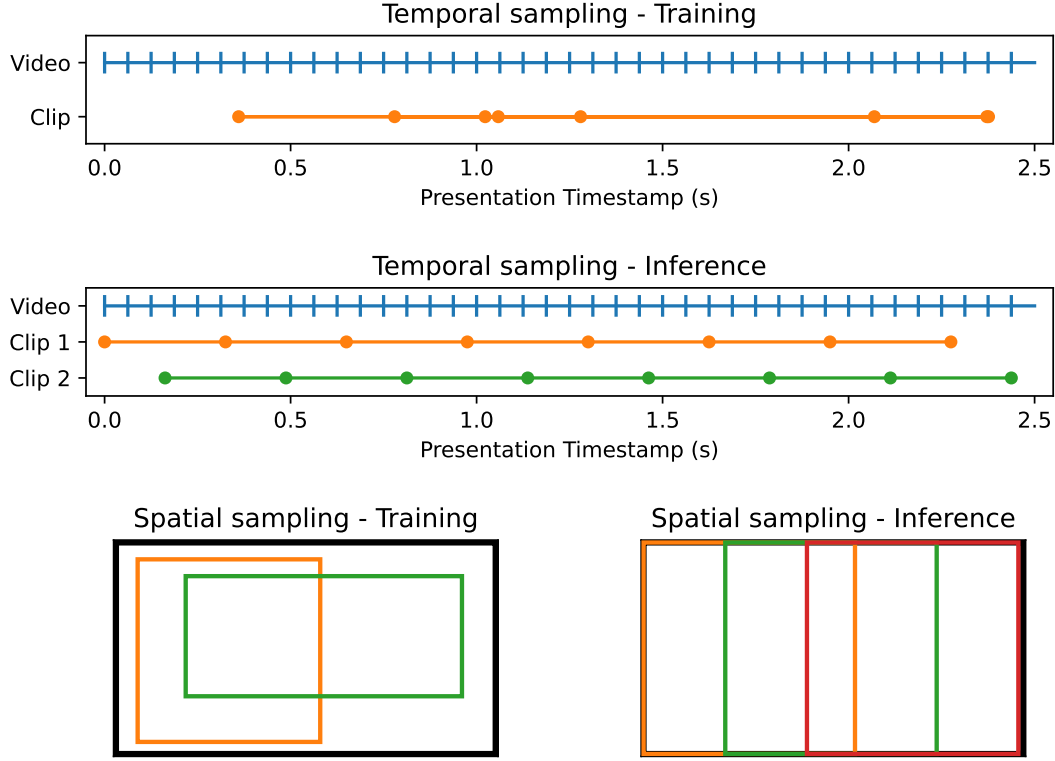 Temporal sampling - Training
Video
Clip
0.0 0.5 1.0 1.5 2.0 2.5
Presentation Timestamp (s)
Temporal sampling - Inference
Video
Clip 1
Clip 2
0.0 0.5 1.0 1.5 2.0 2.5
Presentation Timestamp (s)
Spatial sampling - Training
Spatial sampling - Inference